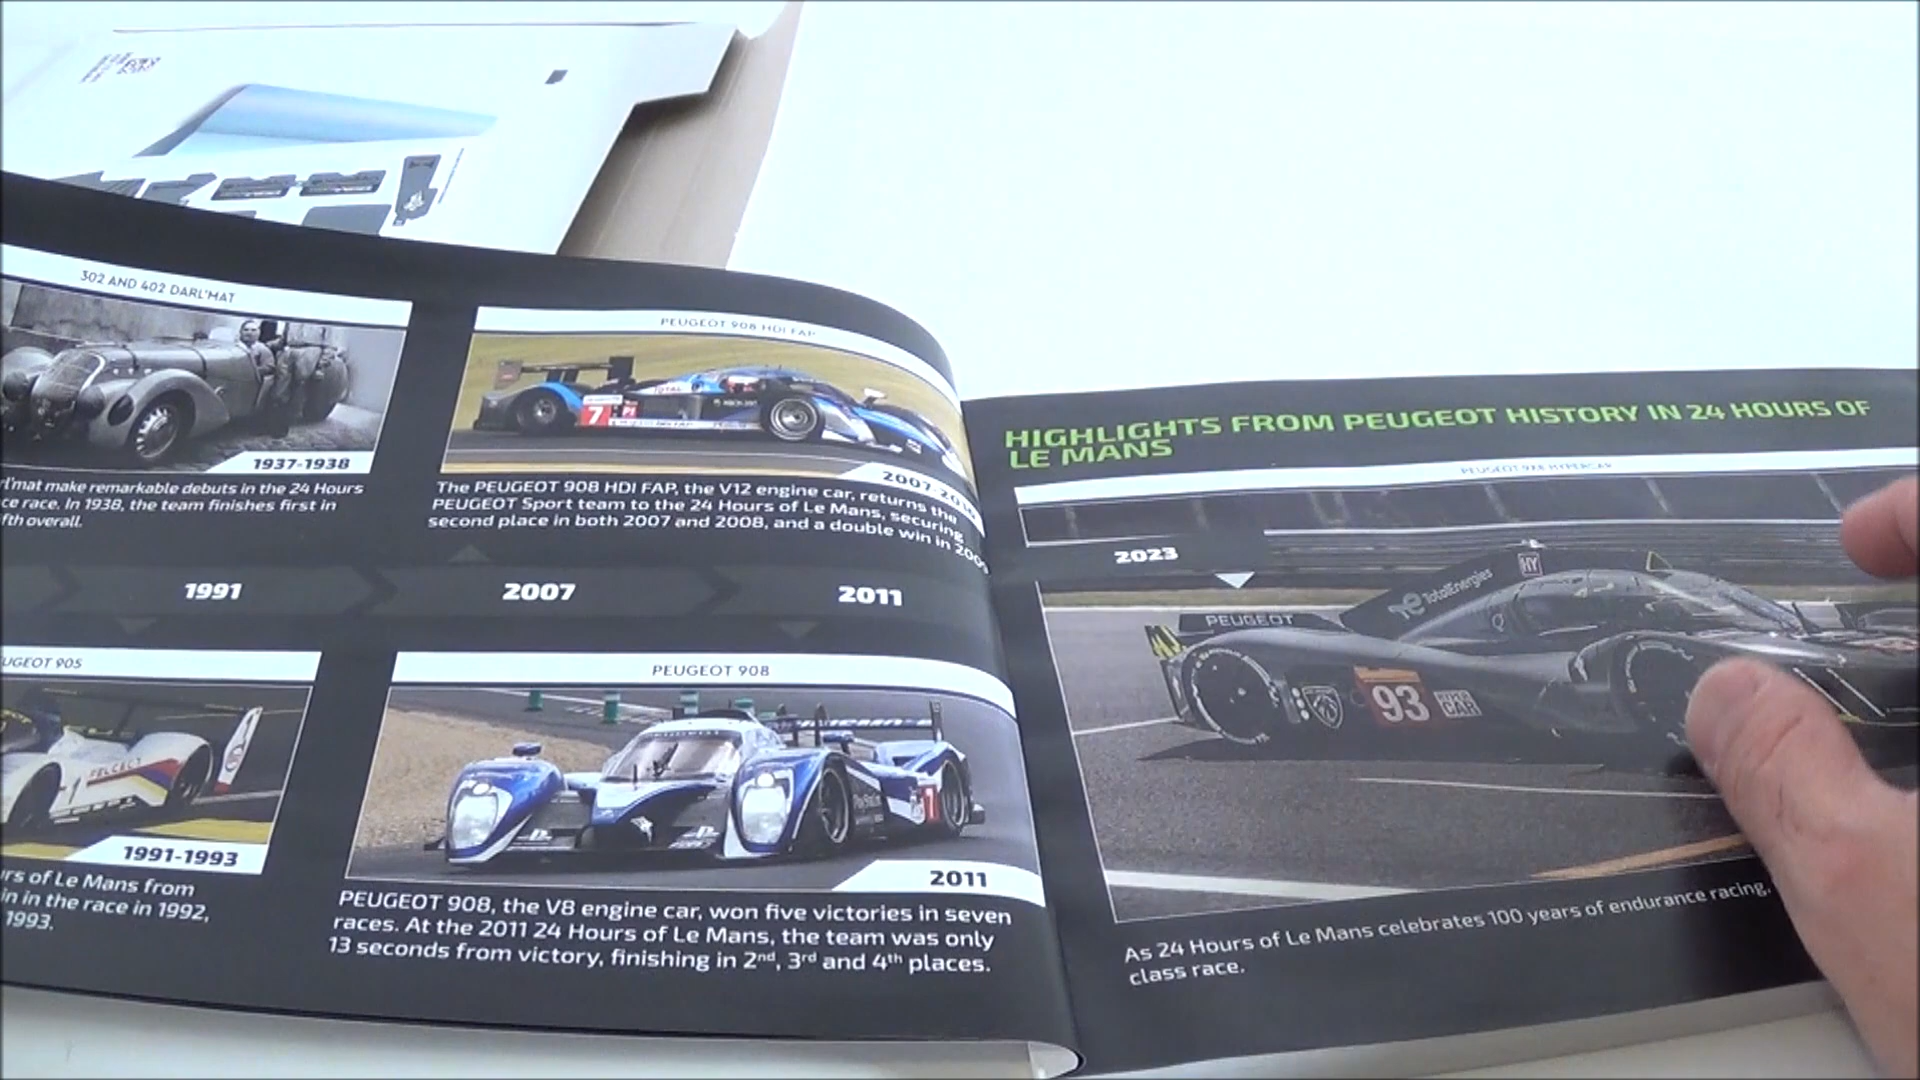 302 AND 402 DARL'MAT
1937-1938
rl'mat make remarkable debuts in the 24 Hours
ce race. In 1938, the team finishes first in
fth overall.
PEUGEOT 908 HDI FAP
TOTAL
7
2007-20
The PEUGEOT 908 HDI FAP, the V12 engine car, returns the
PEUGEOT Sport team to the 24 Hours of Le Mans, securing
second place in both 2007 and 2008, and a double win in 2009
1991
2007
2011
UGEOT 905
PEUGEOT
1991-1993
rs of Le Mans from
in in the race in 1992,
1993.
PEUGEOT 908
7
2011
PEUGEOT 908, the V8 engine car, won five victories in seven
races. At the 2011 24 Hours of Le Mans, the team was only
13 seconds from victory, finishing in 2nd, 3rd and 4th places.
HIGHLIGHTS FROM PEUGEOT HISTORY IN 24 HOURS OF
LE MANS
PEUGEOT 9X8 HYPERCAR
2023
HY
TotalEnergies
PEUGEOT
93
As 24 Hours of Le Mans celebrates 100 years of endurance racing,
class race.